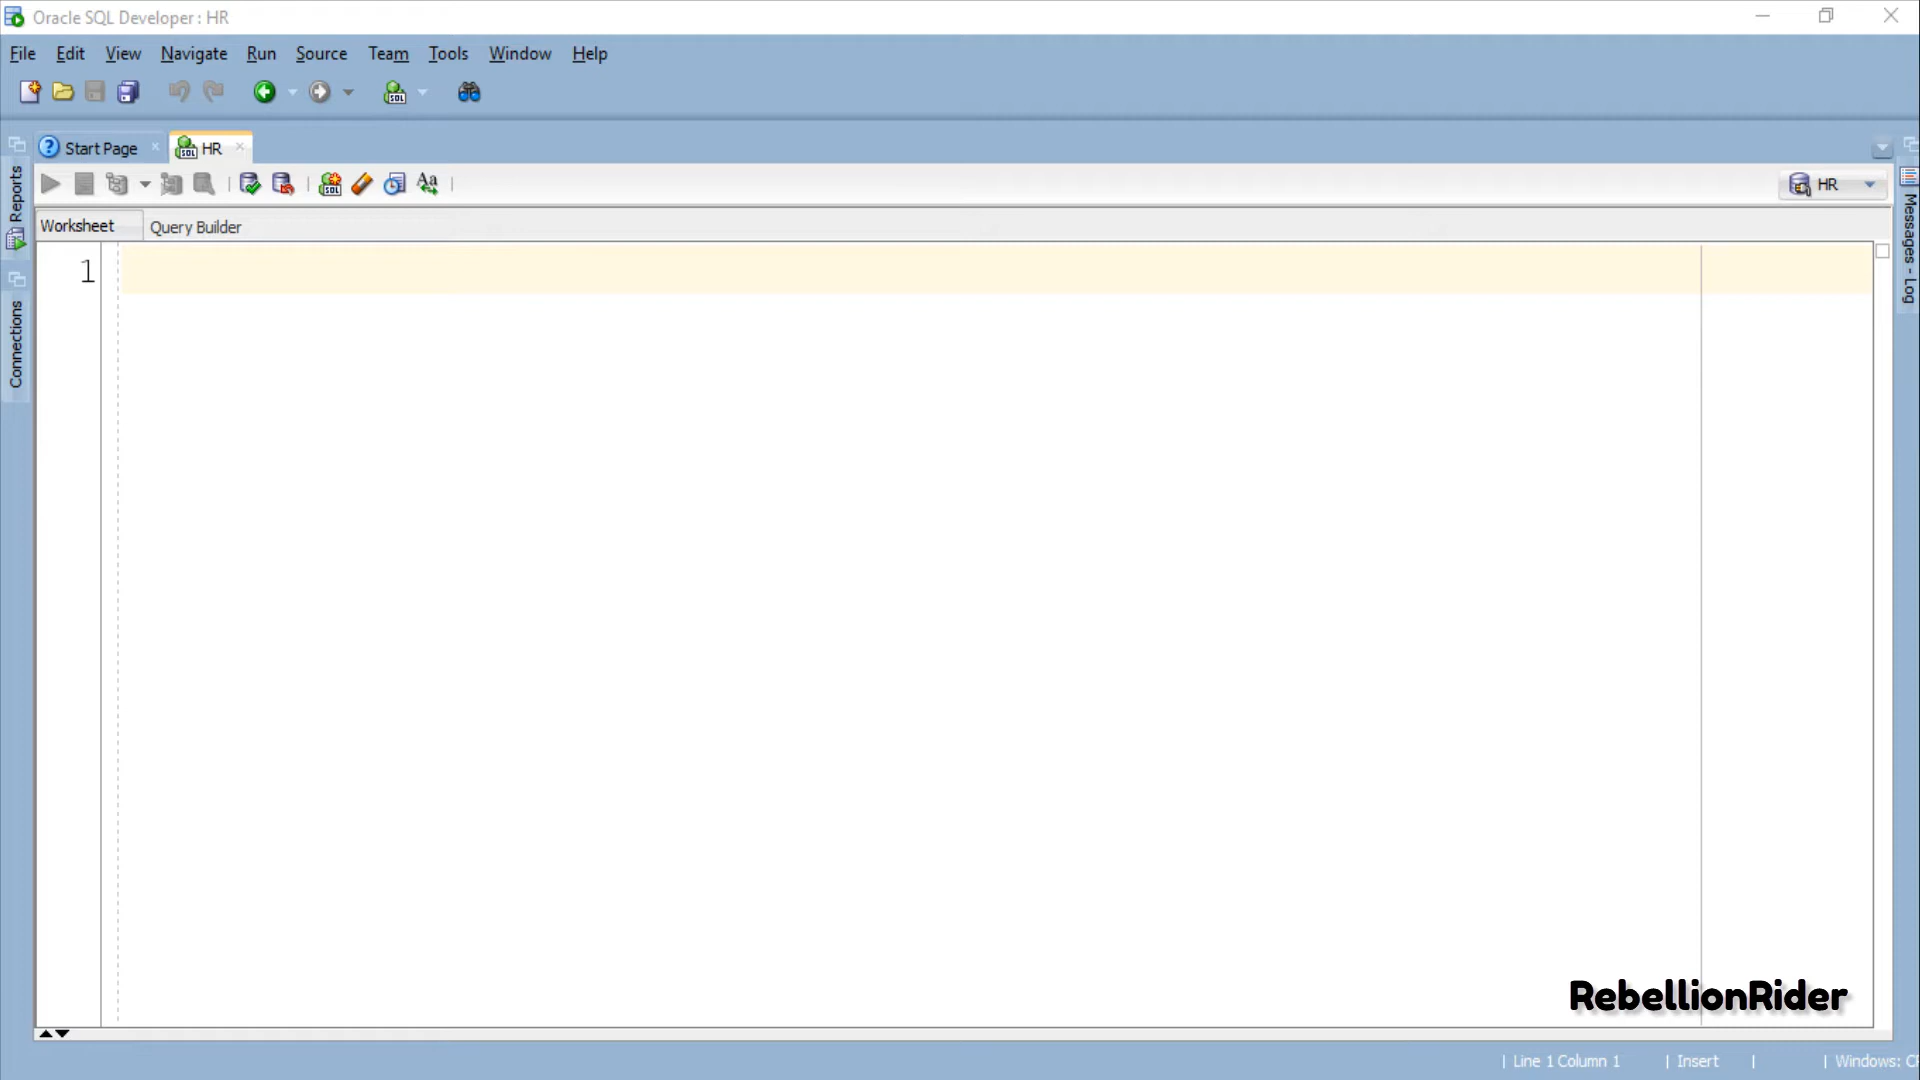 Oracle SQL Developer : HR
File Edit View Navigate Run Source Team Tools Window Help
Start Page HR
Reports
Connections
Messages - Log
HR
Worksheet Query Builder
1
RebellionRider
Line 1 Column 1 Insert Windows: